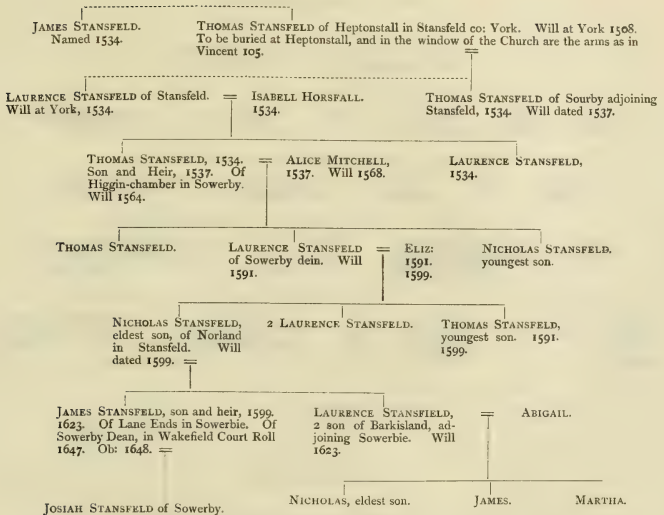 JAMES STANSFELD.
Named 1534.
THOMAS STANSFELD of Heptonstall in Stansfeld co: York. Will at York 1508.
To be buried at Heptonstall, and in the window of the Church are the arms as in
Vincent 105.
=
LAURENCE STANSFELD of Stansfeld.
Will at York, 1534.
=
ISABELL HORSFALL.
1534.
THOMAS STANSFELD of Sourby adjoining
Stansfeld, 1534. Will dated 1537.
THOMAS STANSFELD, 1534.
Son and Heir, 1537. Of
Higgin-chamber in Sowerby.
Will 1564.
=
ALICE MITCHELL,
1537. Will 1568.
LAURENCE STANSFELD,
1534.
THOMAS STANSFELD.
LAURENCE STANSFELD
of Sowerby dein. Will
1591.
=
ELIZ:
1591.
1599.
NICHOLAS STANSFELD.
youngest son.
NICHOLAS STANSFELD,
eldest son, of Norland
in Stansfeld. Will
dated 1599. =
2 LAURENCE STANSFELD.
THOMAS STANSFELD,
youngest son. 1591.
1599.
JAMES STANSFELD, son and heir, 1599.
1623. Of Lane Ends in Sowerbie. Of
Sowerby Dean, in Wakefield Court Roll
1647. Ob: 1648. =
LAURENCE STANSFIELD,
2 son of Barkisland, ad-
joining Sowerbie. Will
1623.
=
ABIGAIL.
JOSIAH STANSFELD of Sowerby.
NICHOLAS, eldest son.
JAMES.
MARTHA.